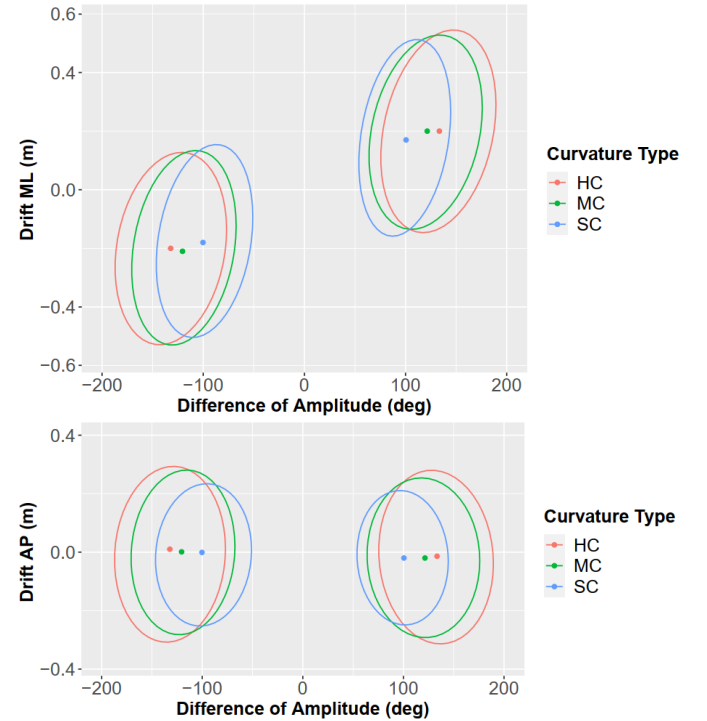 0.6
0.4
0.0
−0.4
−0.6
Drift ML (m)
−200
−100
0
100
200
Difference of Amplitude (deg)
Curvature Type
HC
MC
SC
0.4
0.0
−0.4
Drift AP (m)
−200
−100
0
100
200
Difference of Amplitude (deg)
Curvature Type
HC
MC
SC